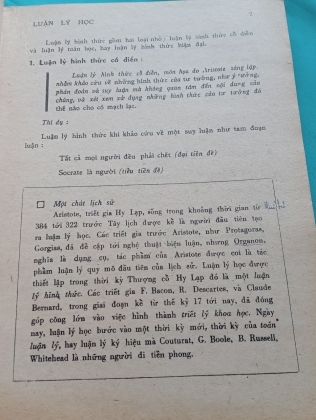 LUẬN LÝ HỌC
Luận lý hình thức gồm hai loại nhỏ: luận lý hình thức cổ điển
và luận lý toán học, hay luận lý hình thức hiện đại.
1. Luận lý hình thức cổ điển :
Luận lý hình thức cổ điển, môn học do Aristote sáng lập,
nhằm khảo cứu về những hình thức của tư tưởng, như ý tưởng,
phán đoán và suy luận mà không quan tâm đến nội dung của
chúng, và xét xem sử dụng những hình thức của tư tưởng đó
thế nào cho có mạch lạc.
Thí dụ :
Luận lý hình thức khi khảo cứu về một suy luận như tam đoạn
luận :
Tất cả mọi người đều phải chết (đại tiền đề)
Socrate là người (tiểu tiền đề)
Một chút lịch sử
Aristote, triết gia Hy Lạp, sống trong khoảng thời gian từ
384 tới 322 trước Tây lịch được kể là người đầu tiên tạo
ra luận lý học. Các triết gia trước Aristote, như Protaguras,
Gorgias, đã đề cập tới nghệ thuật biện luận, nhưng Organon,
nghĩa là dụng cụ, tác phẩm của Aristote được coi là tác
phẩm luận lý quy mô đầu tiên của lịch sử. Luận lý học được
thiết lập trong thời kỳ Thượng cổ Hy Lạp đó là một luận
lý hình thức. Các triết gia F. Bacon, R. Descartes, và Claude
Bernard, trong giai đoạn kể từ thế kỷ 17 tới nay, đã đóng
góp công lớn vào việc hình thành triết lý khoa học. Ngày
nay, luận lý học bước vào một thời kỳ mới, thời kỳ của toán
luận lý, hay luận lý ký hiệu mà Couturat, G. Boole, B. Russell,
Whitehead là những người đi tiên phong.